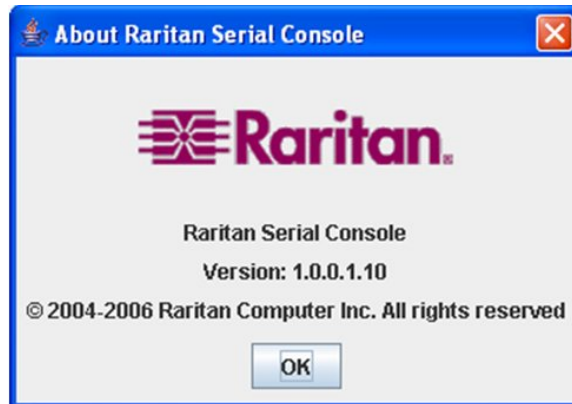 About Raritan Serial Console
Raritan.
Raritan Serial Console
Version: 1.0.0.1.10
© 2004-2006 Raritan Computer Inc. All rights reserved
OK